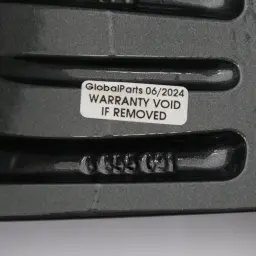 GlobalParts 06/2024
WARRANTY VOID
IF REMOVED